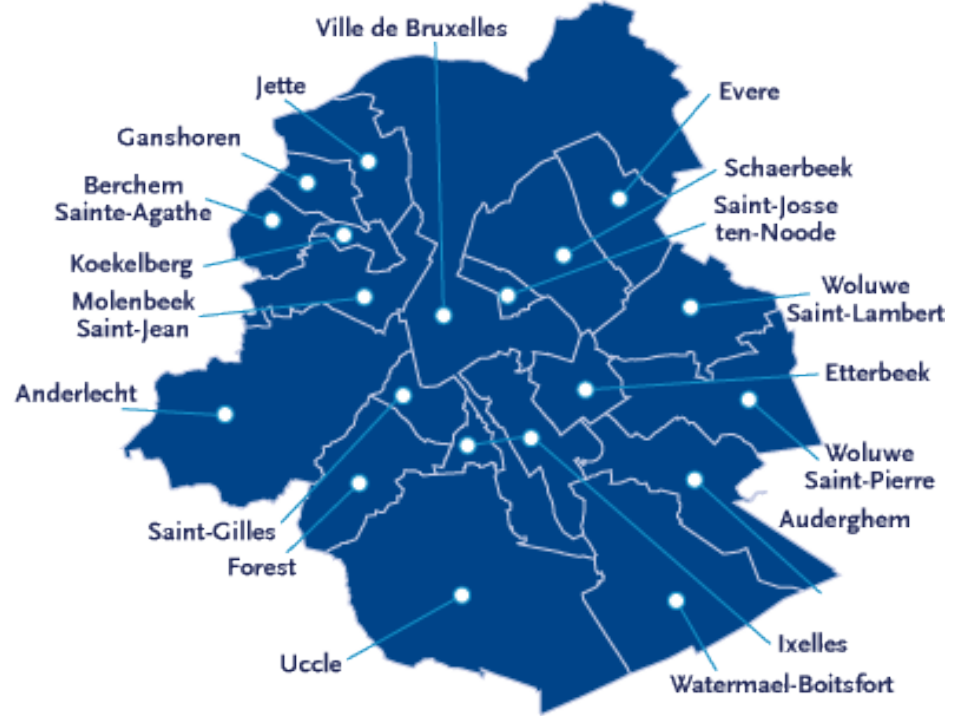 Ville de Bruxelles
Jette
Evere
Ganshoren
Schaerbeek
Berchem
Sainte-Agathe
Saint-Josse
ten-Noode
Koekelberg
Molenbeek
Saint-Jean
Woluwe
Saint-Lambert
Anderlecht
Etterbeek
Woluwe
Saint-Pierre
Auderghem
Saint-Gilles
Forest
Ixelles
Uccle
Watermael-Boitsfort